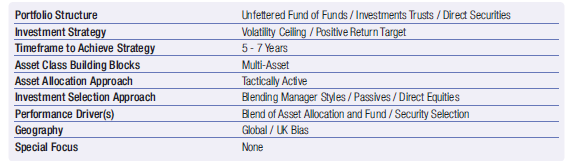 Portfolio Structure Unfettered Fund of Funds / Investments Trusts / Direct Securities
Investment Strategy Volatility Ceiling / Positive Return Target
Timeframe to Achieve Strategy 5 - 7 Years
Asset Class Building Blocks Multi-Asset
Asset Allocation Approach Tactically Active
Investment Selection Approach Blending Manager Styles / Passives / Direct Equities
Performance Driver(s) Blend of Asset Allocation and Fund / Security Selection
Geography Global / UK Bias
Special Focus None